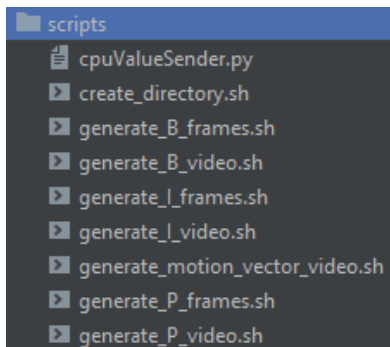 scripts
cpuValueSender.py
create_directory.sh
generate_B_frames.sh
generate_B_video.sh
generate_I_frames.sh
generate_I_video.sh
generate_motion_vector_video.sh
generate_P_frames.sh
generate_P_video.sh